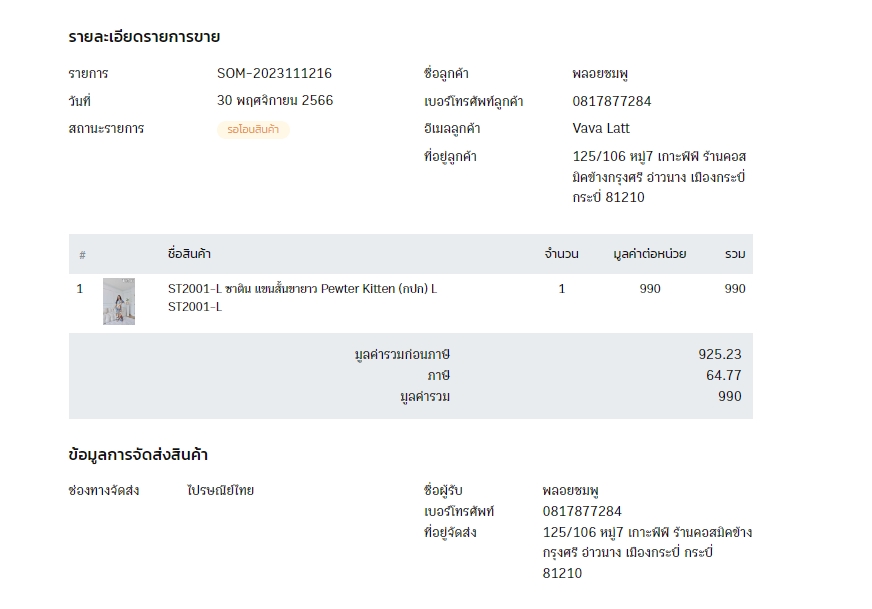 รายละเอียดรายการขาย
รายการ SOM-2023111216
วันที่ 30 พฤศจิกายน 2566
สถานะรายการ รอโอนสินค้า
ชื่อลูกค้า พลอยชมพู
เบอร์โทรศัพท์ลูกค้า 0817877284
อีเมลลูกค้า Vava Latt
ที่อยู่ลูกค้า 125/106 หมู่7 เกาะพีพี ร้านคอส
มิคข้างกรุงศรี อ่าวนาง เมืองกระบี่
กระบี่ 81210
# ชื่อสินค้า จำนวน มูลค่าต่อหน่วย รวม
1 ST2001-L ซาติน แขนสั้นขายาว Pewter Kitten (กปก) L 1 990 990
ST2001-L
มูลค่ารวมก่อนภาษี 925.23
ภาษี 64.77
มูลค่ารวม 990
ข้อมูลการจัดส่งสินค้า
ช่องทางจัดส่ง ไปรษณีย์ไทย
ชื่อผู้รับ พลอยชมพู
เบอร์โทรศัพท์ 0817877284
ที่อยู่จัดส่ง 125/106 หมู่7 เกาะพีพี ร้านคอสมิคข้าง
กรุงศรี อ่าวนาง เมืองกระบี่ กระบี่
81210